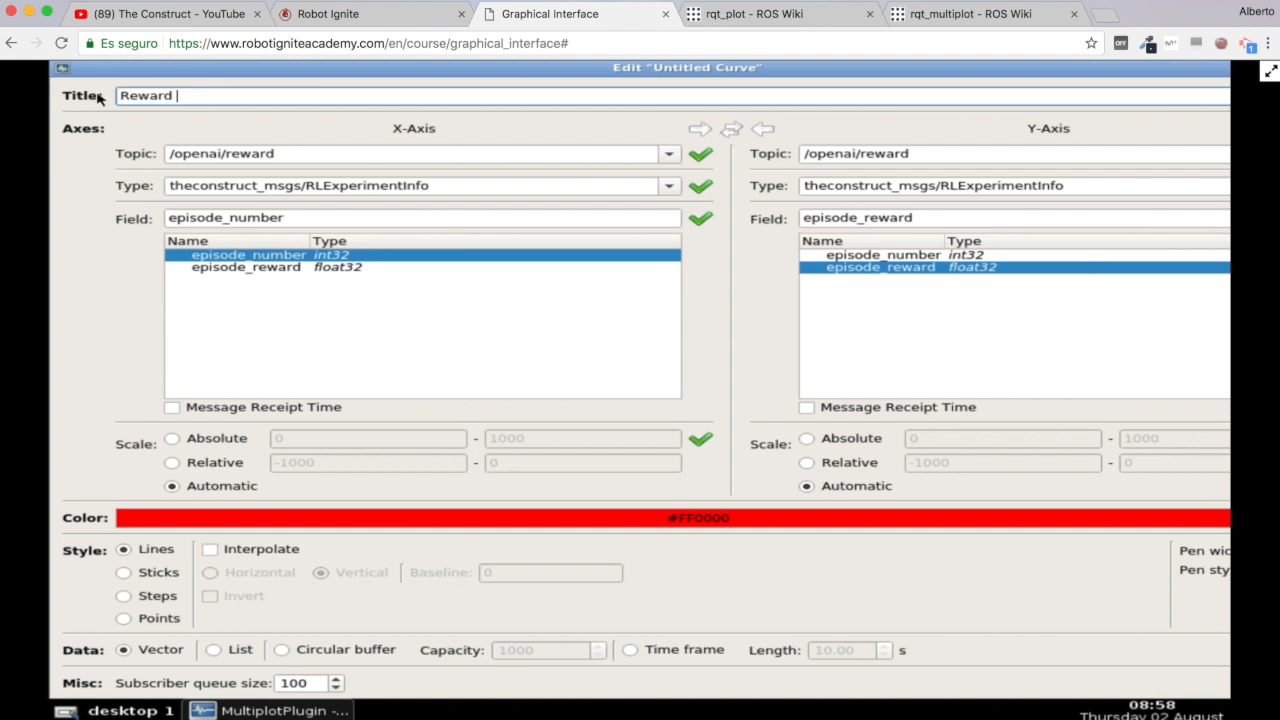 (89) The Construct - YouTube
Robot Ignite
Graphical Interface
rqt_plot - ROS Wiki
rqt_multiplot - ROS Wiki
Alberto
Es seguro
https://www.robotigniteacademy.com/en/course/graphical_interface#
OFF
1
Edit "Untitled Curve"
Title: Reward
Axes:
X-Axis
Y-Axis
Topic: /openai/reward
Topic: /openai/reward
Type: theconstruct_msgs/RLExperimentInfo
Type: theconstruct_msgs/RLExperimentInfo
Field: episode_number
Field: episode_reward
Name Type
Name Type
episode_number int32
episode_number int32
episode_reward float32
episode_reward float32
Message Receipt Time
Message Receipt Time
Scale: Absolute 0 - 1000
Scale: Absolute 0 - 1000
Relative -1000 - 0
Relative -1000 - 0
Automatic
Automatic
Color: #FF0000
Style: Lines Interpolate
Pen wid
Sticks Horizontal Vertical Baseline: 0
Pen sty
Steps Invert
Points
Data: Vector List Circular buffer Capacity: 1000 Time frame Length: 10.00 s
Misc: Subscriber queue size: 100
desktop 1
MultiplotPlugin -...
08:58
Thursday 02 August